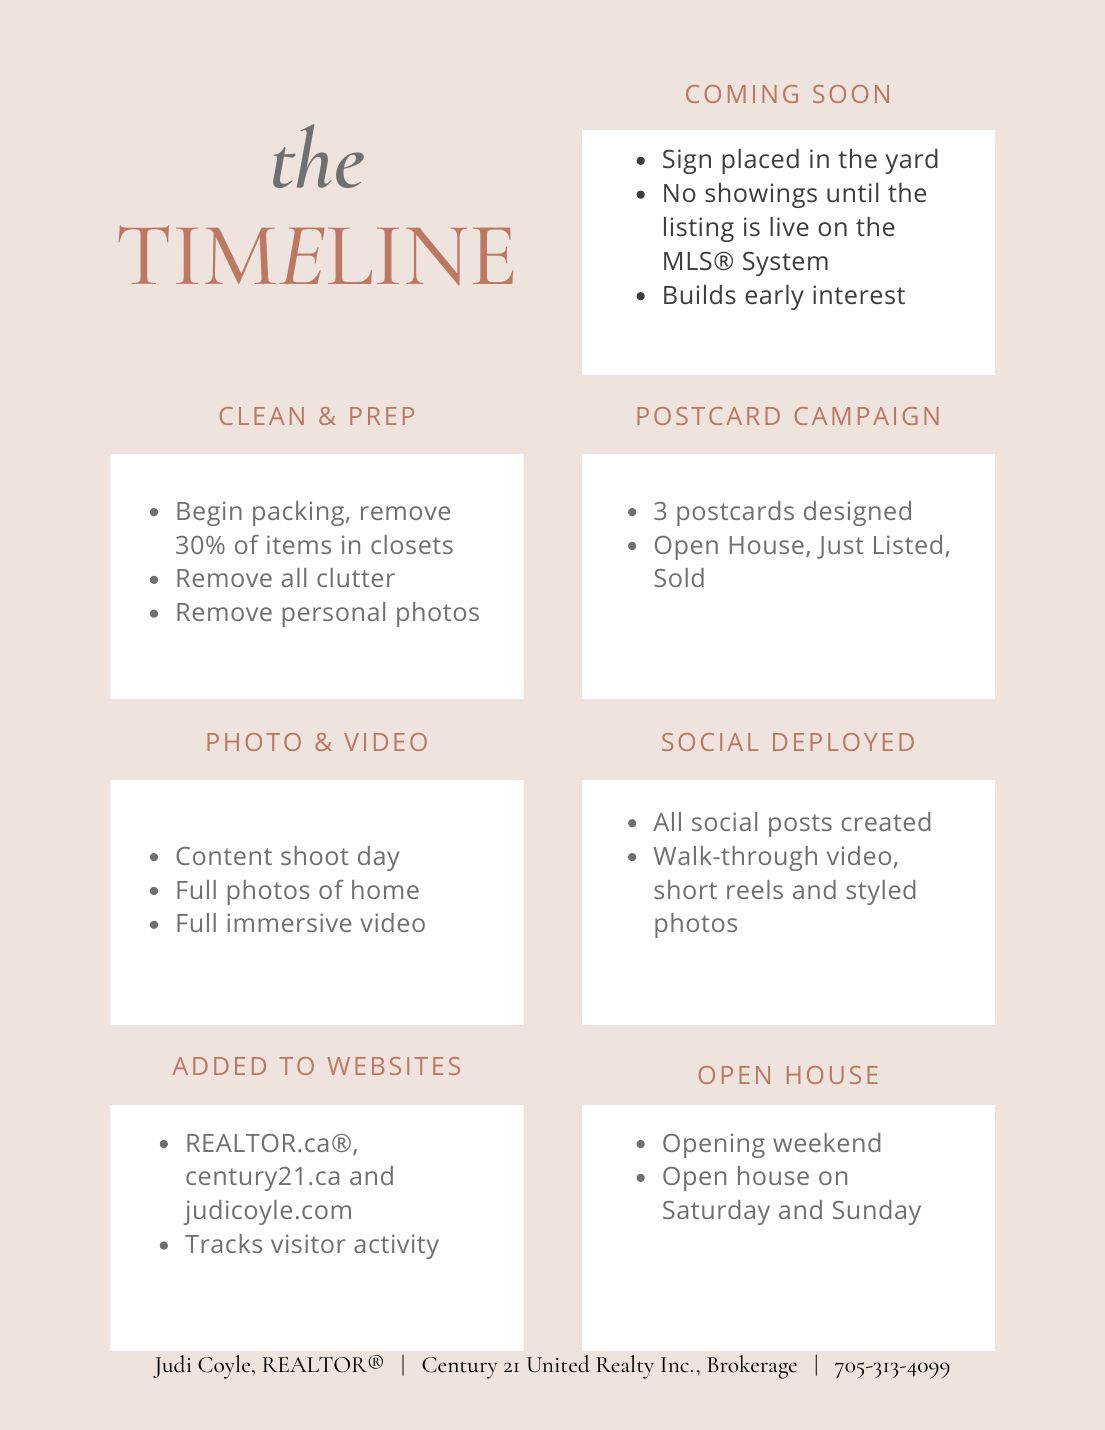 the
TIMELINE
CLEAN & PREP
• Begin packing, remove
30% of items in closets
• Remove all clutter
• Remove personal photos
PHOTO & VIDEO
• Content shoot day
• Full photos of home
• Full immersive video
ADDED TO WEBSITES
• REALTOR.ca®,
century21.ca and
judicoyle.com
• Tracks visitor activity
COMING SOON
• Sign placed in the yard
• No showings until the
listing is live on the
MLS® System
• Builds early interest
POSTCARD CAMPAIGN
• 3 postcards designed
• Open House, Just Listed,
Sold
SOCIAL DEPLOYED
• All social posts created
• Walk-through video,
short reels and styled
photos
OPEN HOUSE
• Opening weekend
• Open house on
Saturday and Sunday
Judi Coyle, REALTOR® | Century 21 United Realty Inc., Brokerage | 705-313-4099